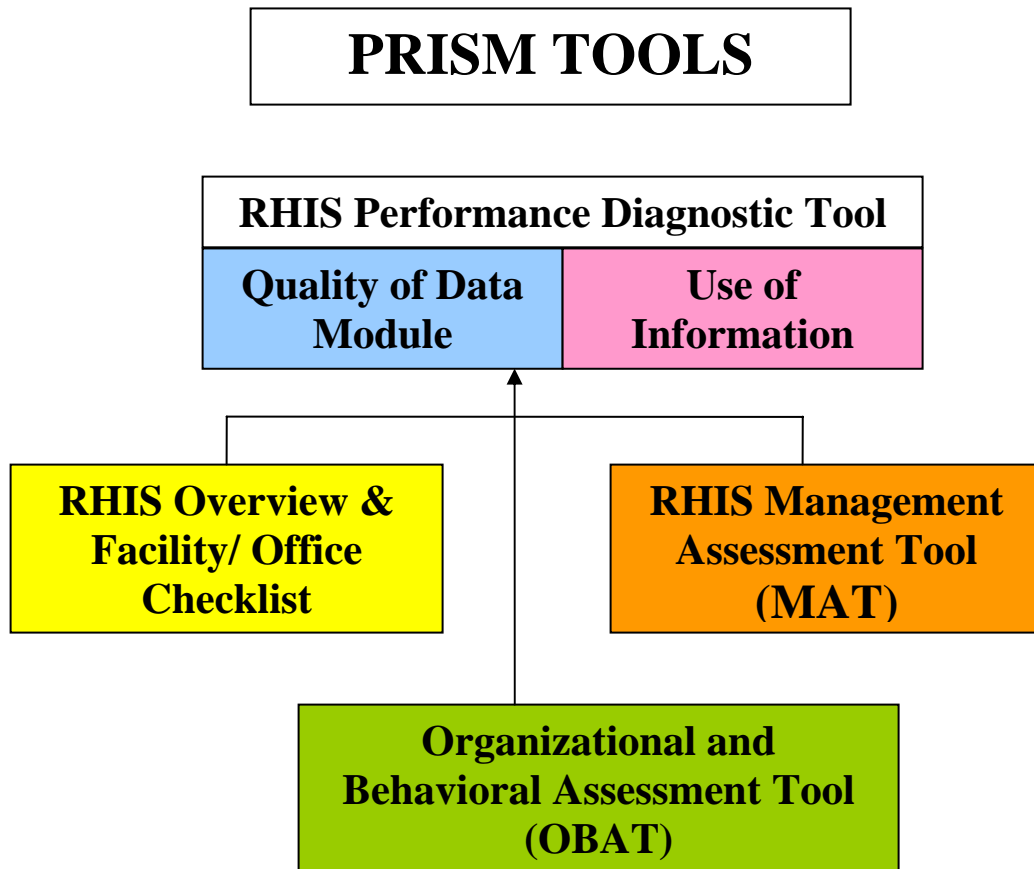 PRISM TOOLS
RHIS Performance Diagnostic Tool
Quality of Data
Module
Use of
Information
RHIS Overview &
Facility/ Office
Checklist
RHIS Management
Assessment Tool
(MAT)
Organizational and
Behavioral Assessment Tool
(OBAT)